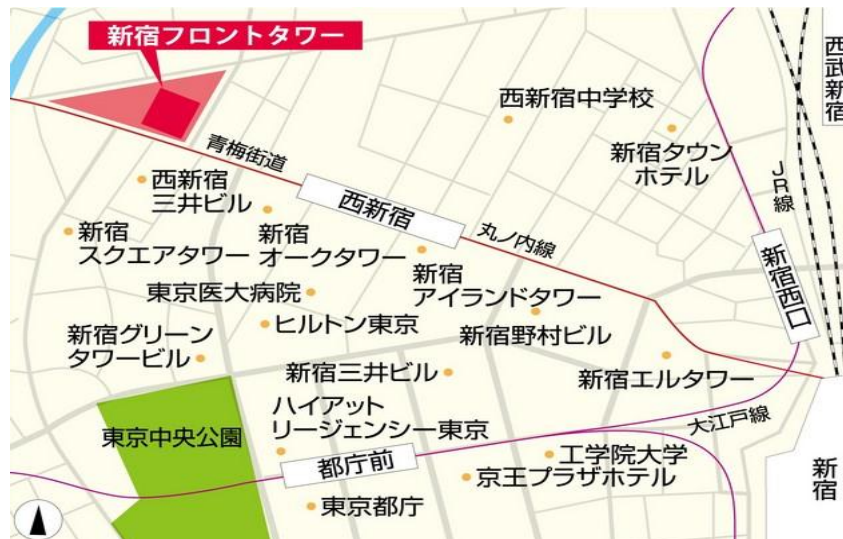 新宿フロントタワー
西武新宿
西新宿中学校
新宿タウン
ホテル
JR線
青梅街道
西新宿
三井ビル
西新宿
丸ノ内線
新宿
スクエアタワー
新宿
オークタワー
新宿
アイランドタワー
新宿西口
東京医大病院
ヒルトン東京
新宿野村ビル
新宿グリーン
タワービル
新宿三井ビル
新宿エルタワー
ハイアット
リージェンシー東京
大江戸線
東京中央公園
都庁前
工学院大学
京王プラザホテル
新宿
東京都庁